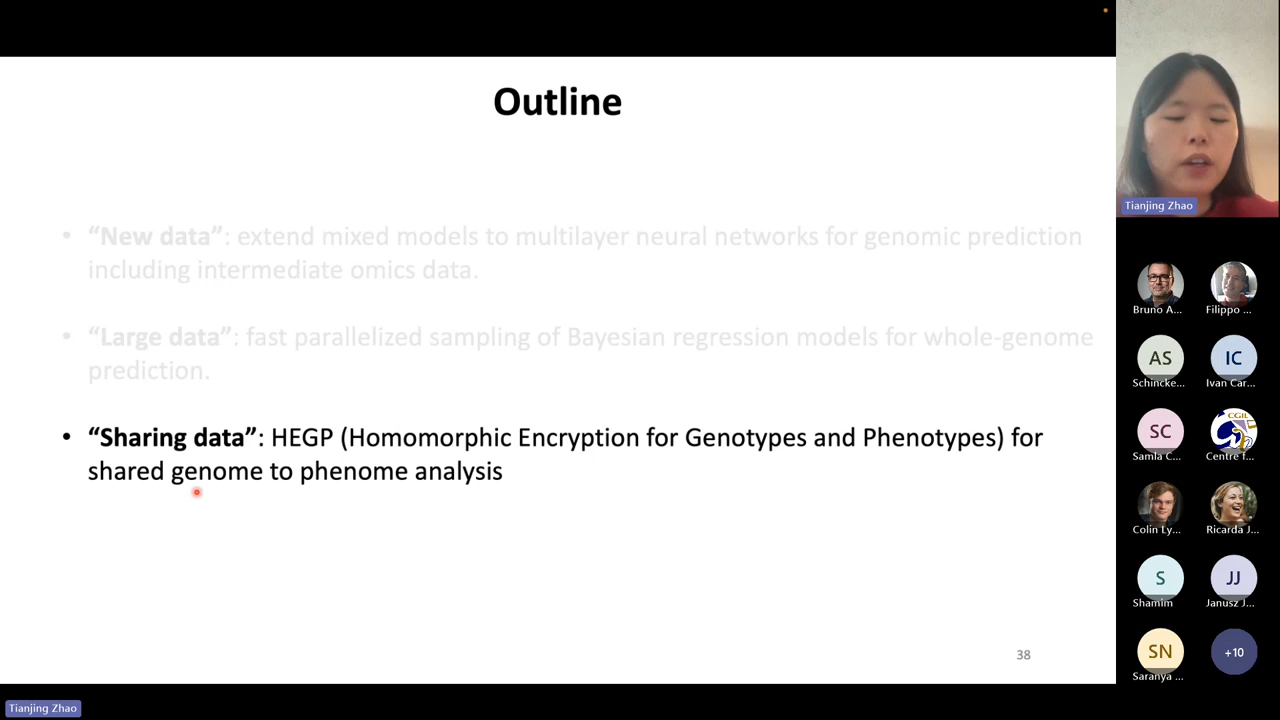 Outline
• “New data”: extend mixed models to multilayer neural networks for genomic prediction
including intermediate omics data.
• “Large data”: fast parallelized sampling of Bayesian regression models for whole-genome
prediction.
• “Sharing data”: HEGP (Homomorphic Encryption for Genotypes and Phenotypes) for
shared genome to phenome analysis
38
Tianjing Zhao
Tianjing Zhao
Bruno A...
Filippo ...
AS
IC
Schincke...
Ivan Car...
SC
CGIL
Samla C...
Centre f...
Colin Ly...
Ricarda J...
S
JJ
Shamim
Janusz J...
SN
+10
Saranya ...